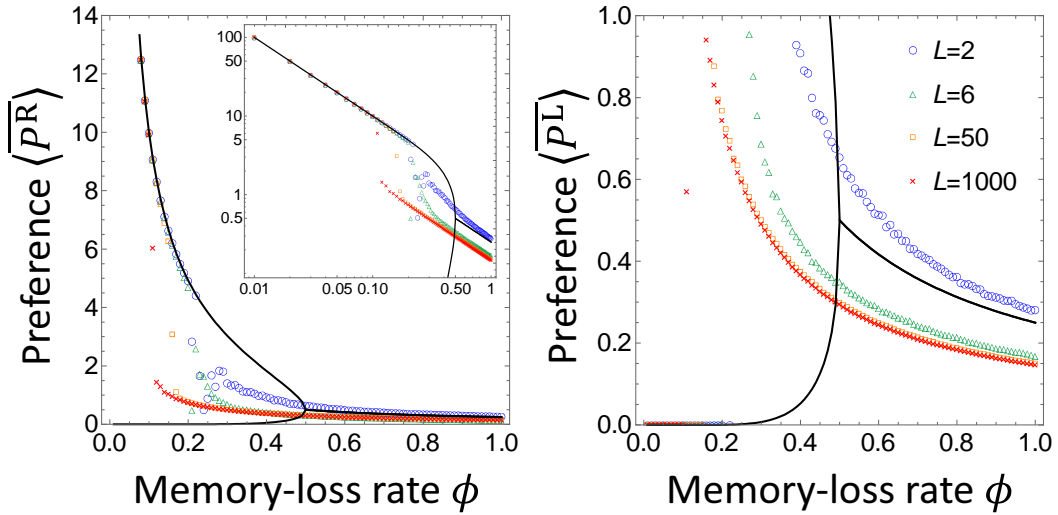 Preference ⟨P̅ᴿ⟩
14
12
10
8
6
4
2
0
0.0 0.2 0.4 0.6 0.8 1.0
Memory-loss rate ϕ
100
50
10
5
1
0.5
0.01 0.05 0.10 0.50 1
Preference ⟨P̅ᴸ⟩
1.0
0.8
0.6
0.4
0.2
0.0
0.0 0.2 0.4 0.6 0.8 1.0
Memory-loss rate ϕ
L=2
L=6
L=50
L=1000